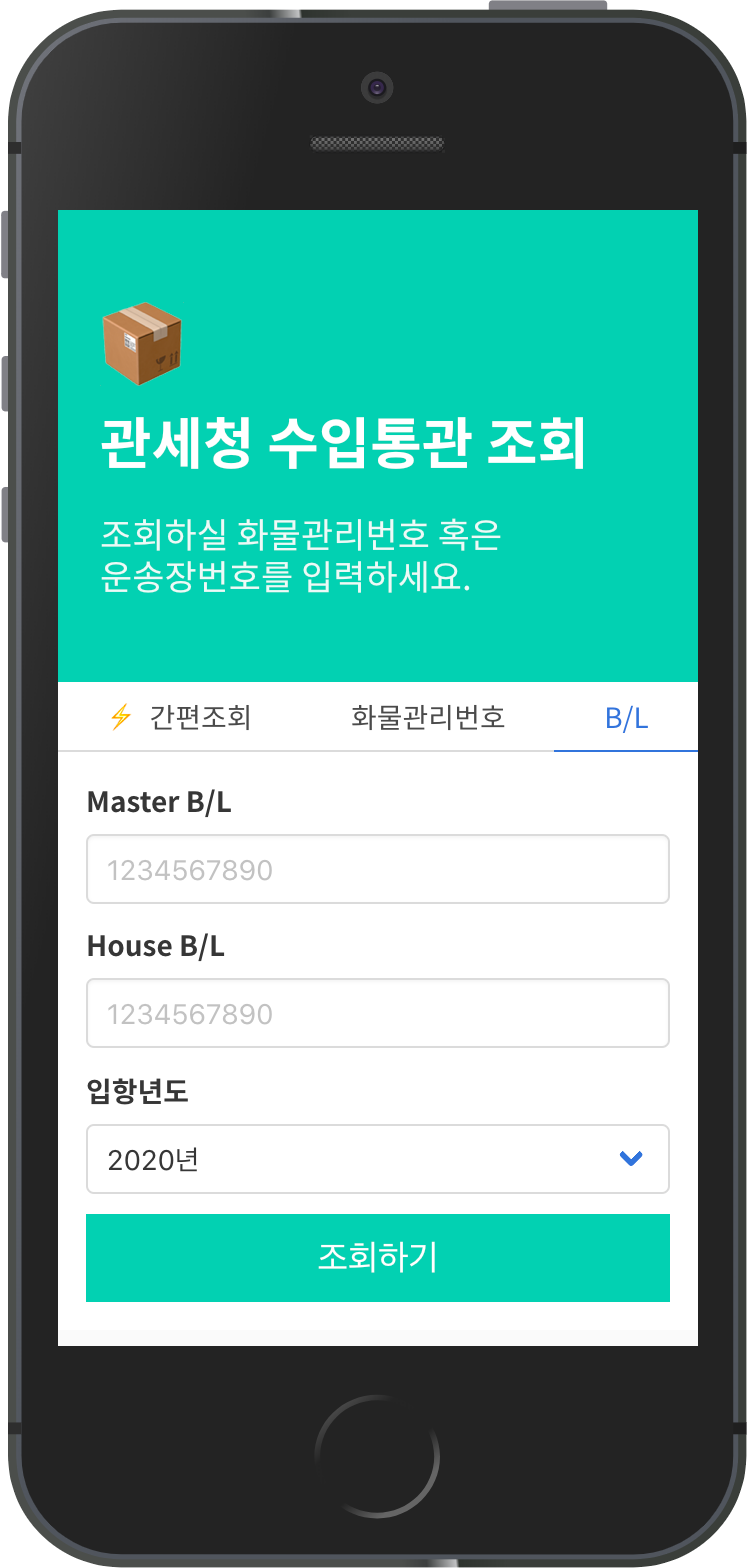 관세청 수입통관 조회
조회하실 화물관리번호 혹은
운송장번호를 입력하세요.
⚡ 간편조회 화물관리번호 B/L
Master B/L
1234567890
House B/L
1234567890
입항년도
2020년
조회하기